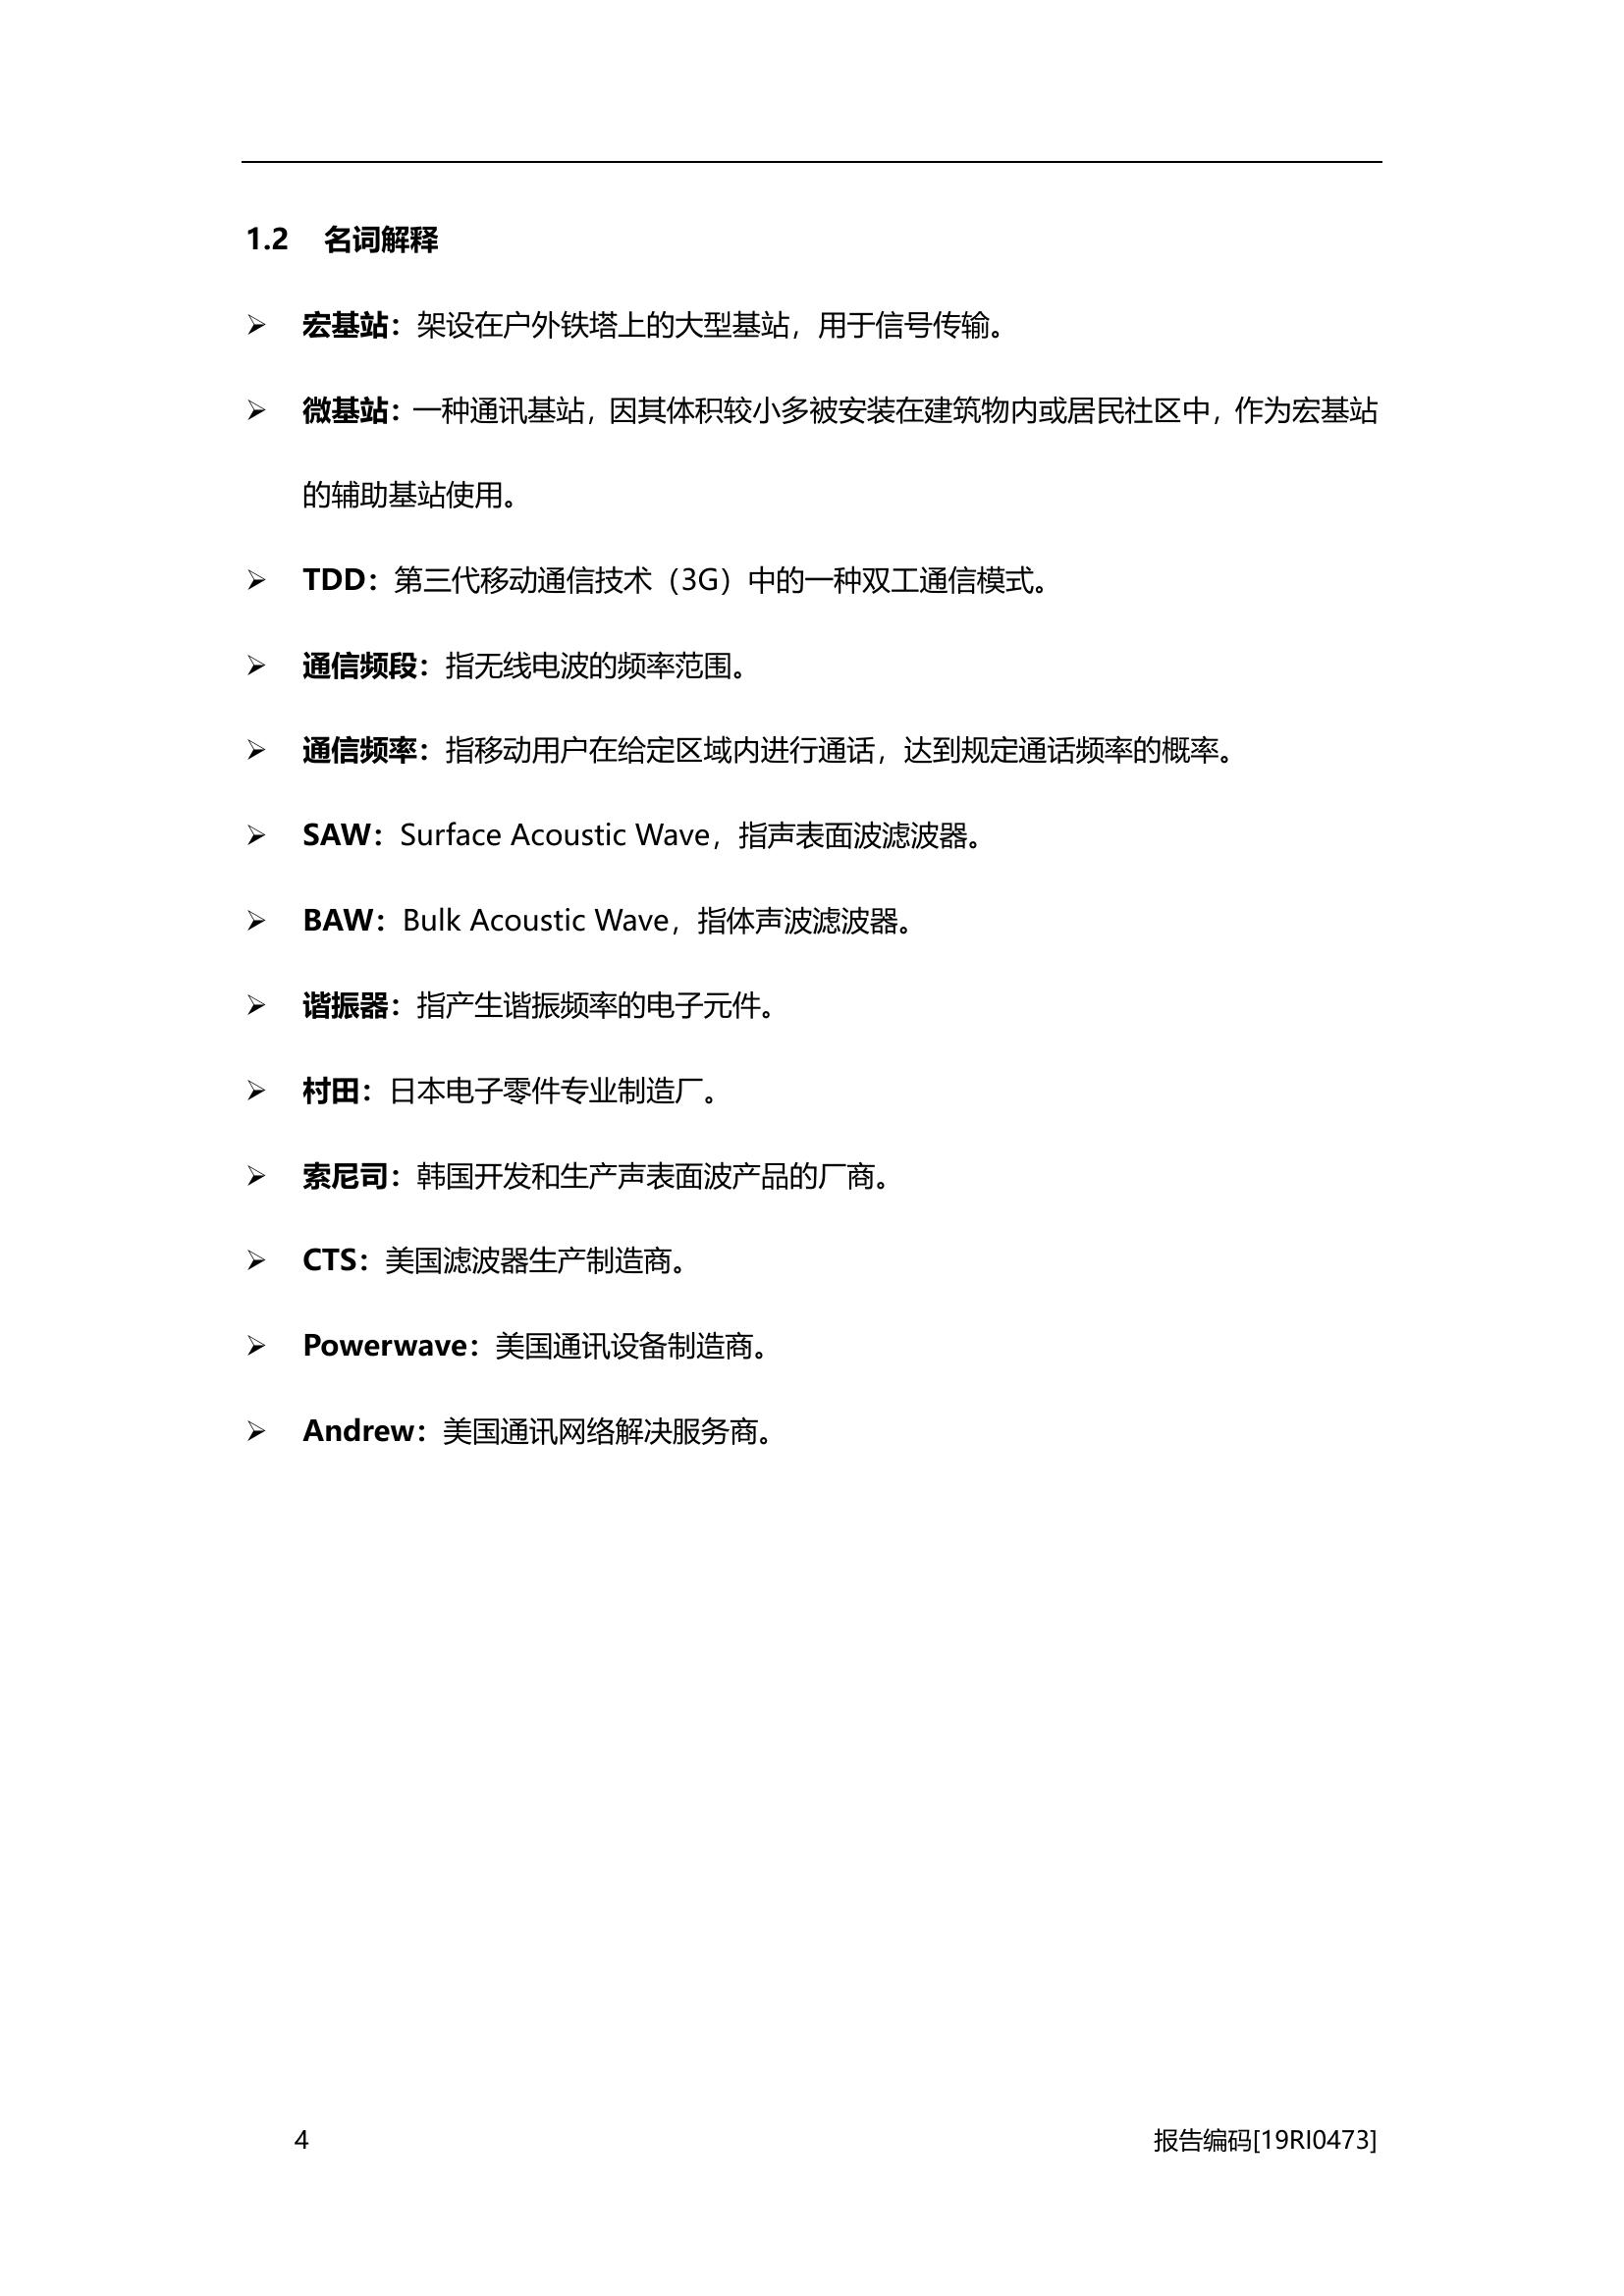 1.2 名词解释
➢ 宏基站：架设在户外铁塔上的大型基站，用于信号传输。
➢ 微基站：一种通讯基站，因其体积较小多被安装在建筑物内或居民社区中，作为宏基站
的辅助基站使用。
➢ TDD：第三代移动通信技术（3G）中的一种双工通信模式。
➢ 通信频段：指无线电波的频率范围。
➢ 通信频率：指移动用户在给定区域内进行通话，达到规定通话频率的概率。
➢ SAW：Surface Acoustic Wave，指声表面波滤波器。
➢ BAW：Bulk Acoustic Wave，指体声波滤波器。
➢ 谐振器：指产生谐振频率的电子元件。
➢ 村田：日本电子零件专业制造厂。
➢ 索尼司：韩国开发和生产声表面波产品的厂商。
➢ CTS：美国滤波器生产制造商。
➢ Powerwave：美国通讯设备制造商。
➢ Andrew：美国通讯网络解决服务商。
4 报告编码[19RI0473]